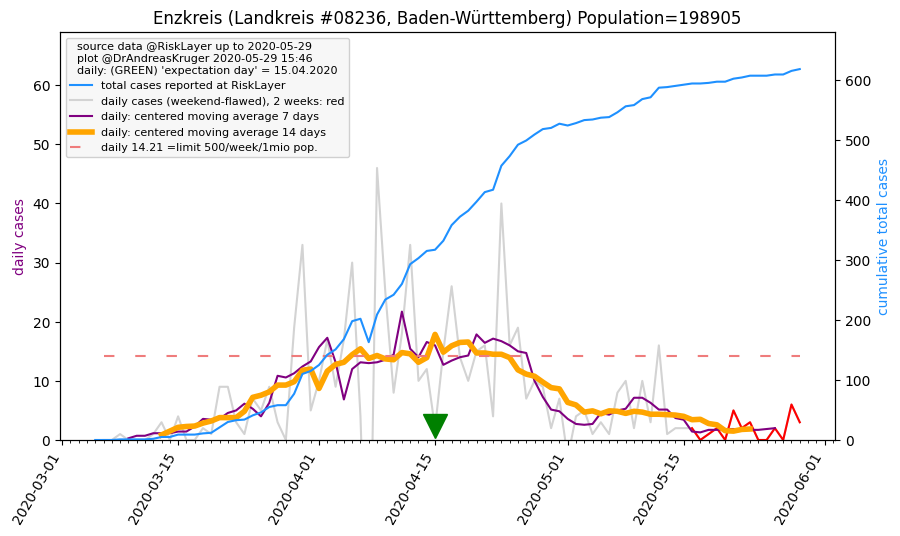 Enzkreis (Landkreis #08236, Baden-Württemberg) Population=198905
source data @RiskLayer up to 2020-05-29
plot @DrAndreasKruger 2020-05-29 15:46
daily: (GREEN) 'expectation day' = 15.04.2020
total cases reported at RiskLayer
daily cases (weekend-flawed), 2 weeks: red
daily: centered moving average 7 days
daily: centered moving average 14 days
daily 14.21 =limit 500/week/1mio pop.
daily cases
60
50
40
30
20
10
0
cumulative total cases
600
500
400
300
200
100
0
2020-03-01
2020-03-15
2020-04-01
2020-04-15
2020-05-01
2020-05-15
2020-06-01